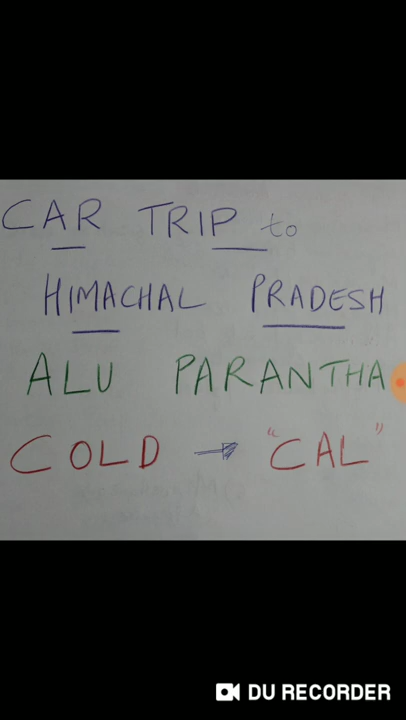 CAR TRIP to
HIMACHAL PRADESH
ALU PARANTHA
COLD → "CAL"
DU RECORDER